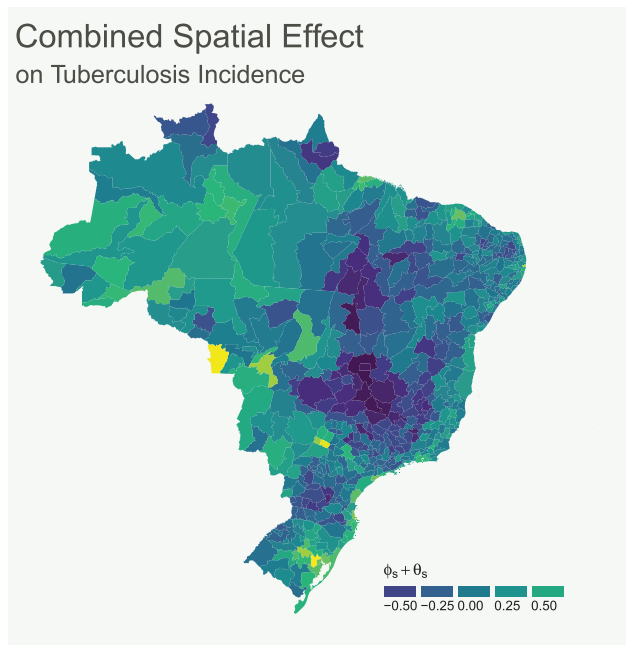 Combined Spatial Effect
on Tuberculosis Incidence
ϕs + θs
−0.50 −0.25 0.00 0.25 0.50